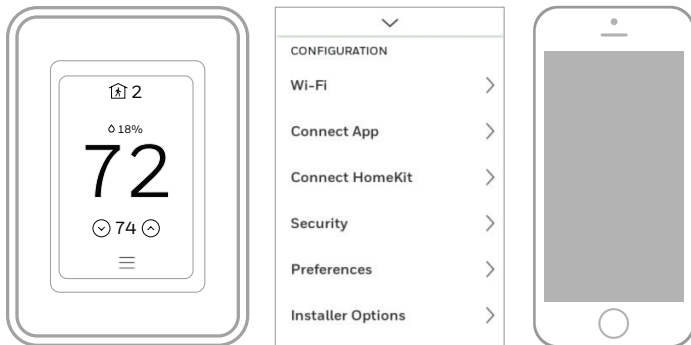 2
18%
72
74
CONFIGURATION
Wi-Fi
Connect App
Connect HomeKit
Security
Preferences
Installer Options